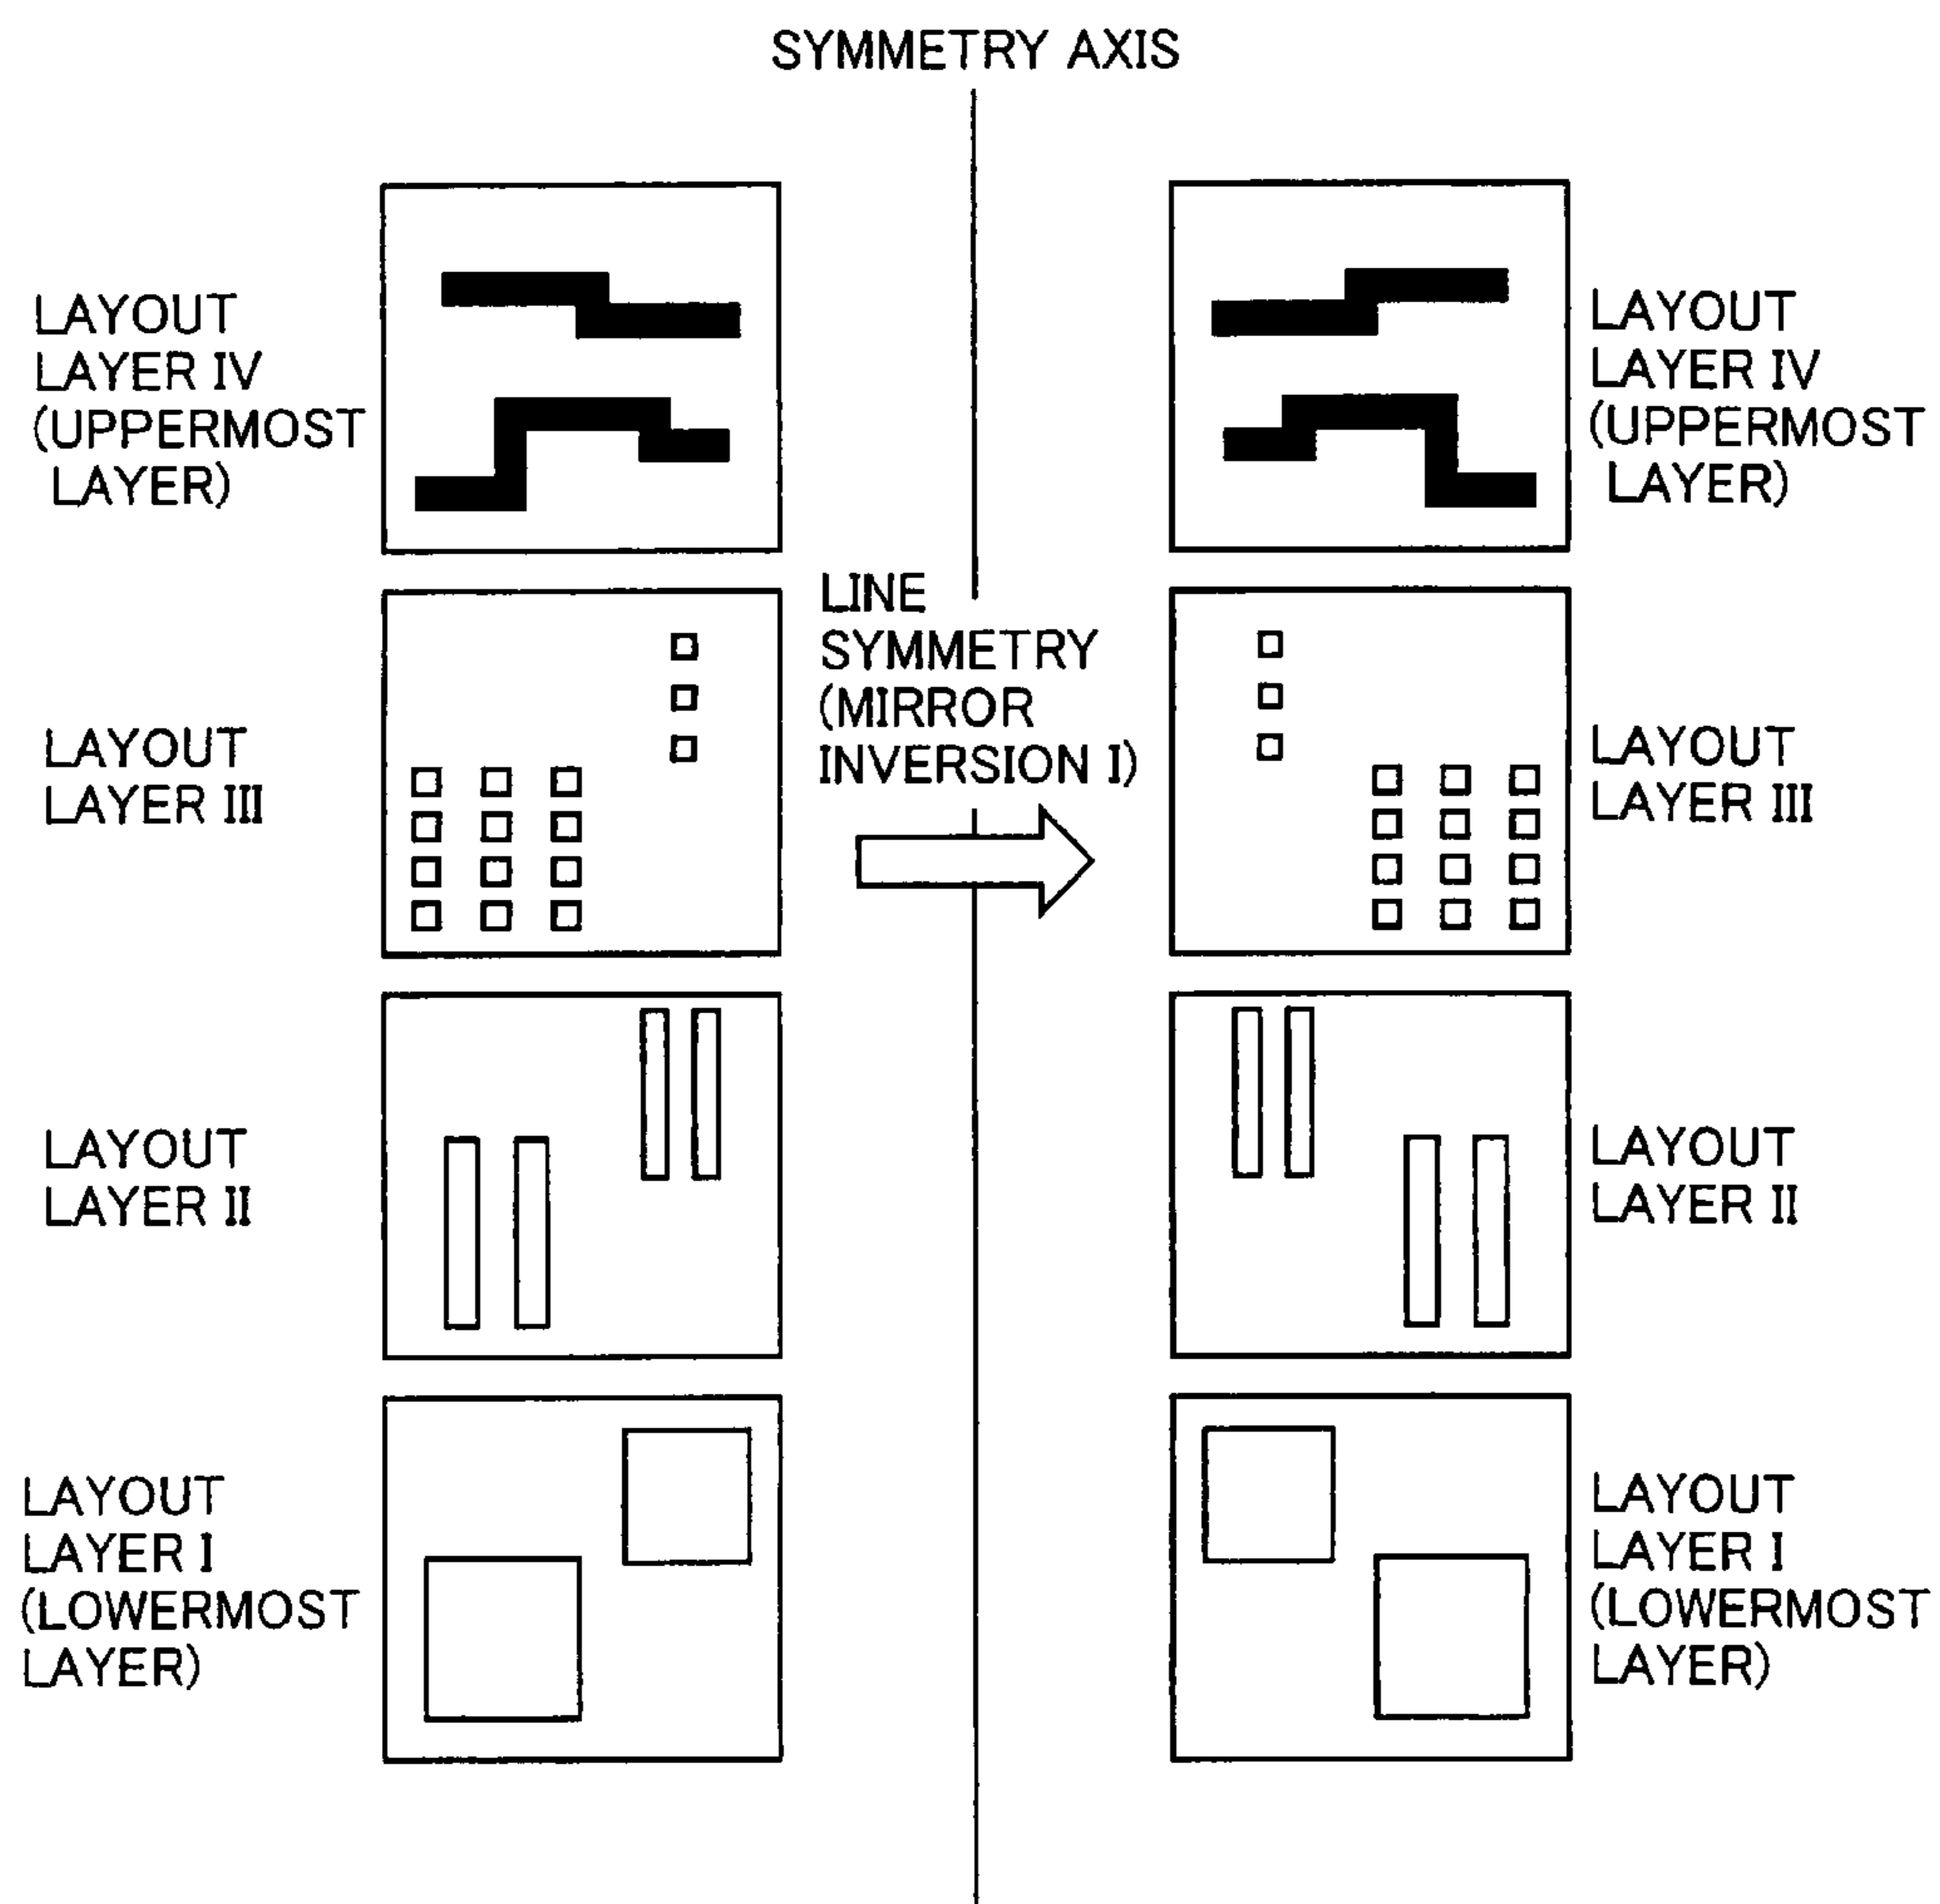 SYMMETRY AXIS
LAYOUT
LAYER IV
(UPPERMOST
LAYER)
LAYOUT
LAYER IV
(UPPERMOST
LAYER)
LINE
SYMMETRY
(MIRROR
INVERSION I)
LAYOUT
LAYER III
LAYOUT
LAYER III
LAYOUT
LAYER II
LAYOUT
LAYER II
LAYOUT
LAYER I
(LOWERMOST
LAYER)
LAYOUT
LAYER I
(LOWERMOST
LAYER)